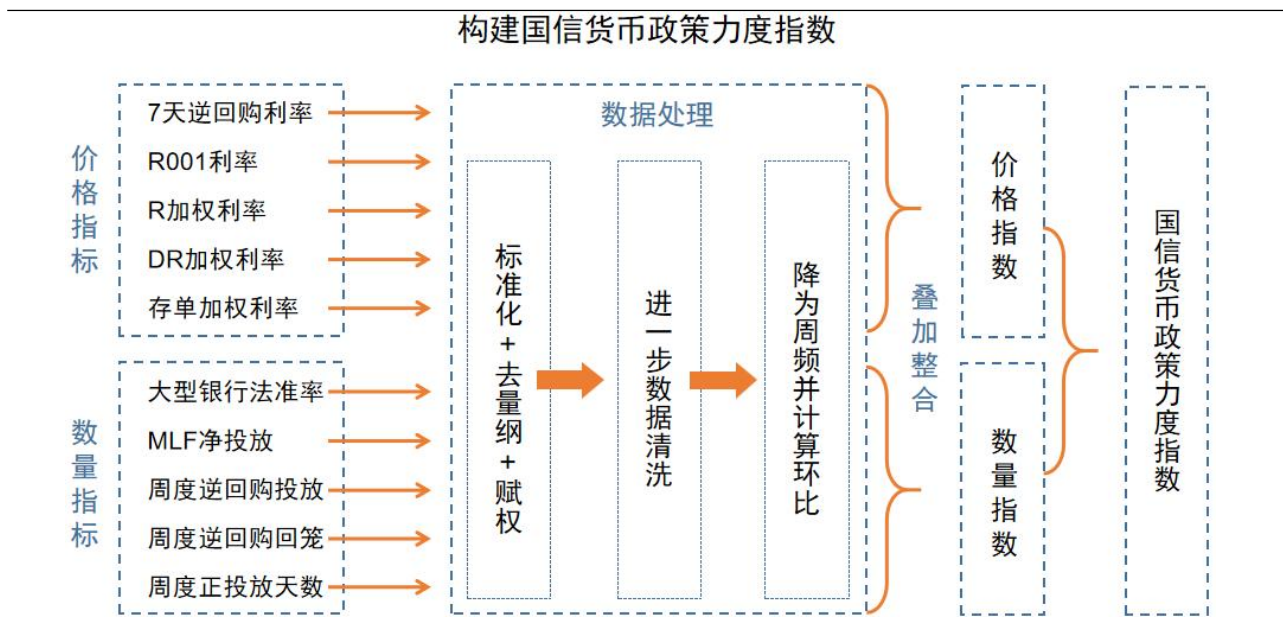 构建国信货币政策力度指数
价格指标
7天逆回购利率
R001利率
R加权利率
DR加权利率
存单加权利率
数量指标
大型银行法准率
MLF净投放
周度逆回购投放
周度逆回购回笼
周度正投放天数
数据处理
标准化+去量纲+赋权
进一步数据清洗
降为周频并计算环比
叠加整合
价格指数
数量指数
国信货币政策力度指数